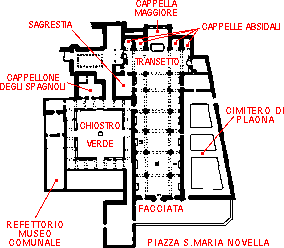 CAPPELLA
MAGGIORE
SAGRESTIA
CAPPELLE ABSIDALI
TRANSETTO
CAPPELLONE
DEGLI SPAGNOLI
CIMITERO DI
PLAONA
CHIOSTRO
VERDE
FACCIATA
REFETTORIO
MUSEO
COMUNALE
PIAZZA S.MARIA NOVELLA